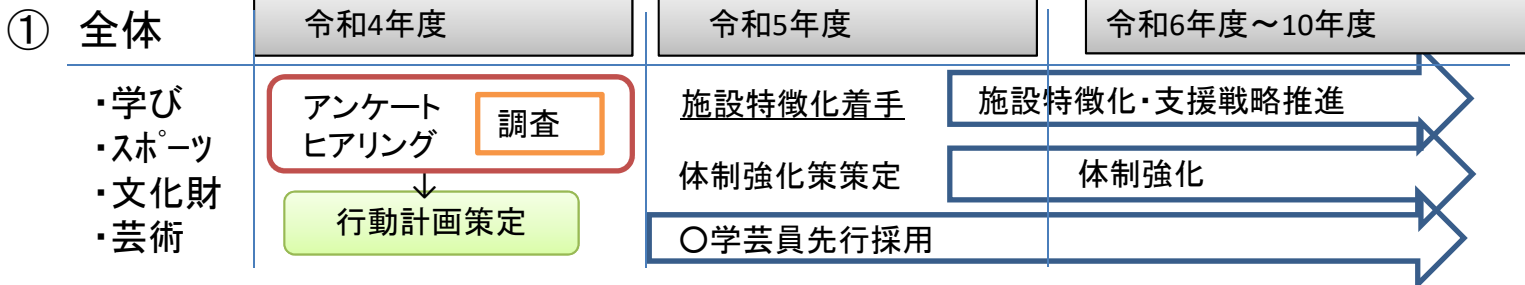 ① 全体
令和4年度
令和5年度
令和6年度～10年度
・学び
・スポーツ
・文化財
・芸術
アンケート
ヒアリング
調査
↓
行動計画策定
施設特徴化着手
施設特徴化・支援戦略推進
体制強化策策定
体制強化
〇学芸員先行採用